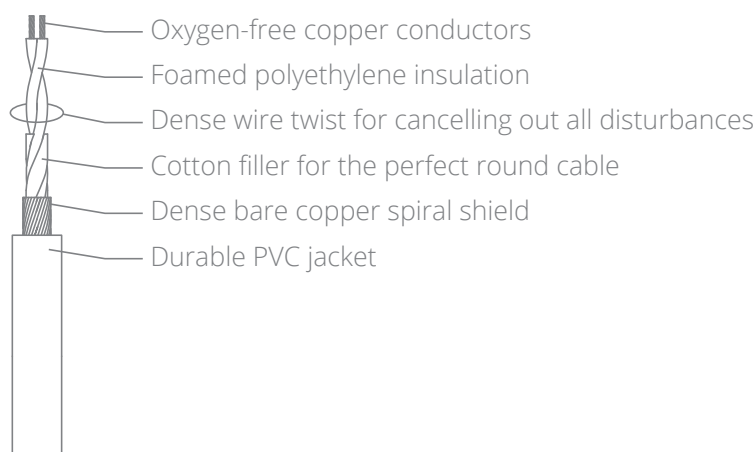 Oxygen-free copper conductors
Foamed polyethylene insulation
Dense wire twist for cancelling out all disturbances
Cotton filler for the perfect round cable
Dense bare copper spiral shield
Durable PVC jacket